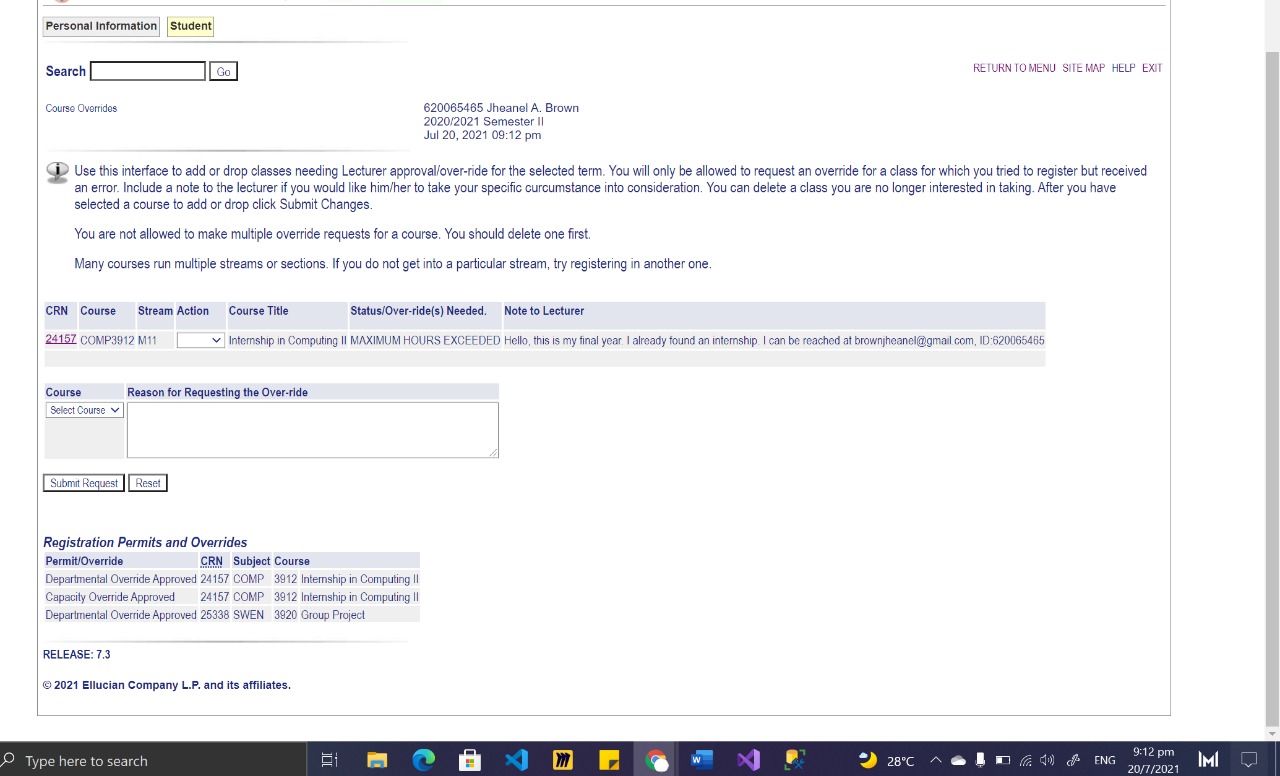 Personal Information Student
Search Go
RETURN TO MENU SITE MAP HELP EXIT
Course Overrides
620065465 Jheanel A. Brown
2020/2021 Semester II
Jul 20, 2021 09:12 pm
Use this interface to add or drop classes needing Lecturer approval/over-ride for the selected term. You will only be allowed to request an override for a class for which you tried to register but received
an error. Include a note to the lecturer if you would like him/her to take your specific curcumstance into consideration. You can delete a class you are no longer interested in taking. After you have
selected a course to add or drop click Submit Changes.
You are not allowed to make multiple override requests for a course. You should delete one first.
Many courses run multiple streams or sections. If you do not get into a particular stream, try registering in another one.
CRN Course Stream Action Course Title Status/Over-ride(s) Needed. Note to Lecturer
24157 COMP3912 M11 Internship in Computing II MAXIMUM HOURS EXCEEDED Hello, this is my final year. I already found an internship. I can be reached at brownjheanel@gmail.com, ID:620065465
Course Reason for Requesting the Over-ride
Select Course
Submit Request Reset
Registration Permits and Overrides
Permit/Override CRN Subject Course
Departmental Override Approved 24157 COMP 3912 Internship in Computing II
Capacity Override Approved 24157 COMP 3912 Internship in Computing II
Departmental Override Approved 25338 SWEN 3920 Group Project
RELEASE: 7.3
© 2021 Ellucian Company L.P. and its affiliates.
Type here to search
28°C ENG 9:12 pm
20/7/2021